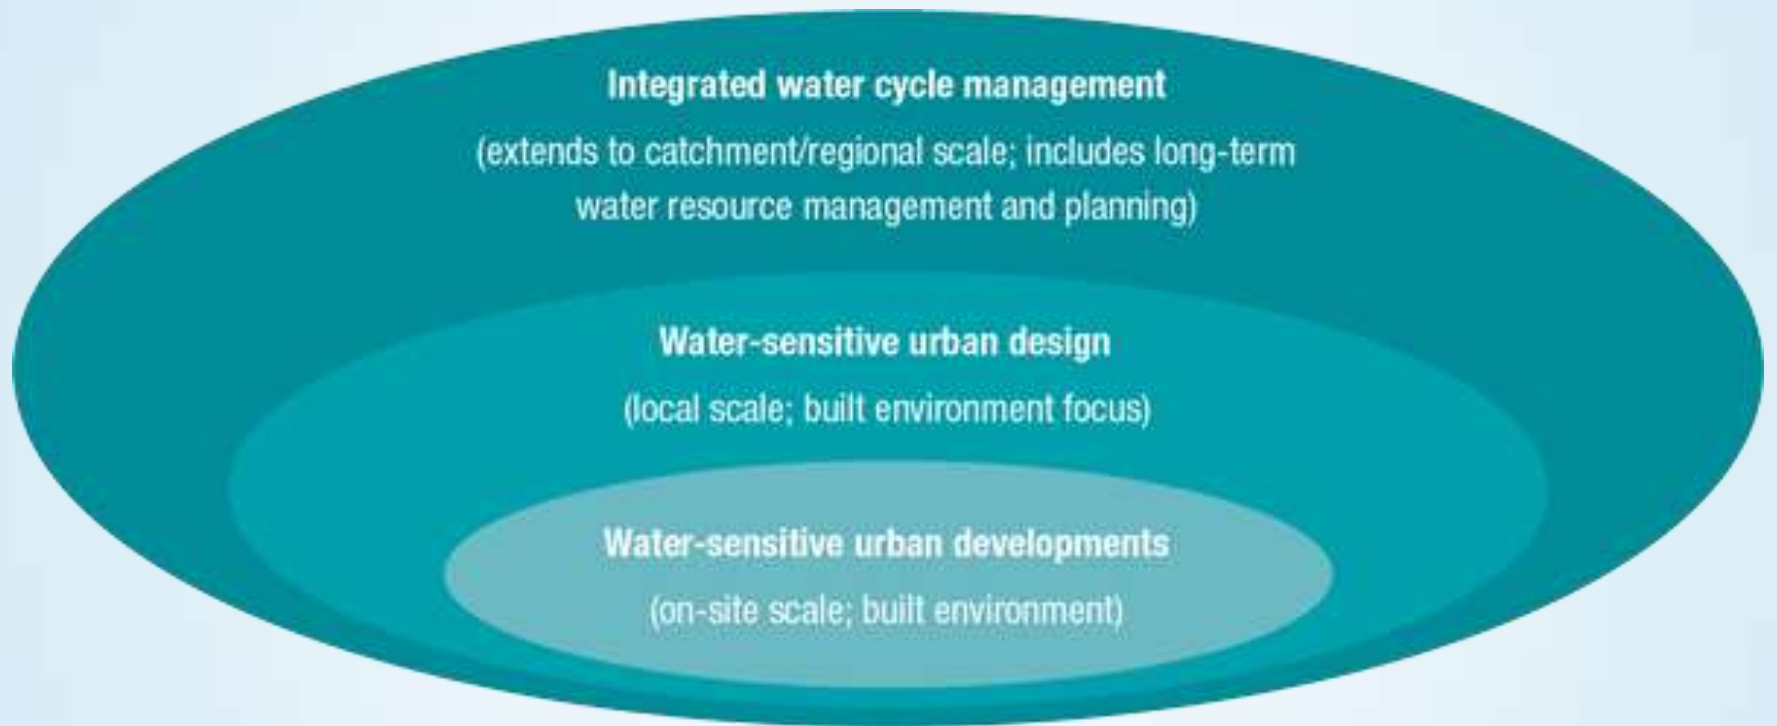 Integrated water cycle management
(extends to catchment/regional scale; includes long-term
water resource management and planning)
Water-sensitive urban design
(local scale; built environment focus)
Water-sensitive urban developments
(on-site scale; built environment)